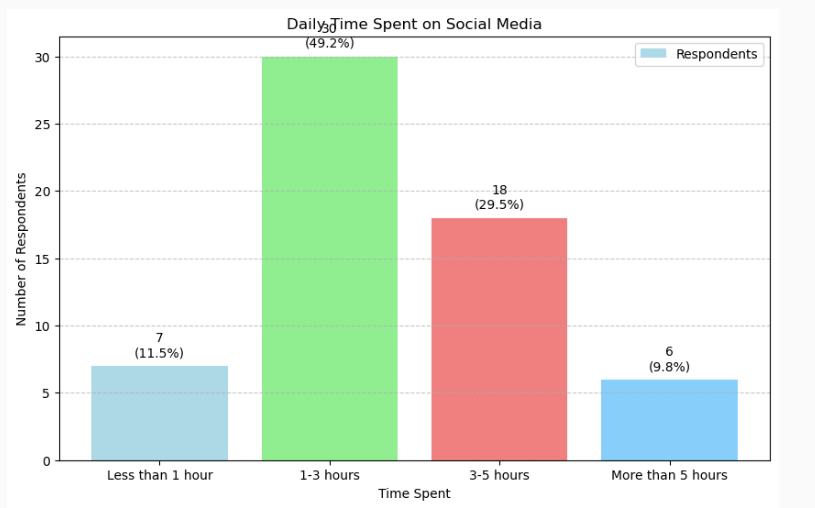 Daily Time Spent on Social Media
30
(49.2%)
Respondents
30
25
20
15
10
5
0
Number of Respondents
18
(29.5%)
7
(11.5%)
6
(9.8%)
Less than 1 hour
1-3 hours
3-5 hours
More than 5 hours
Time Spent